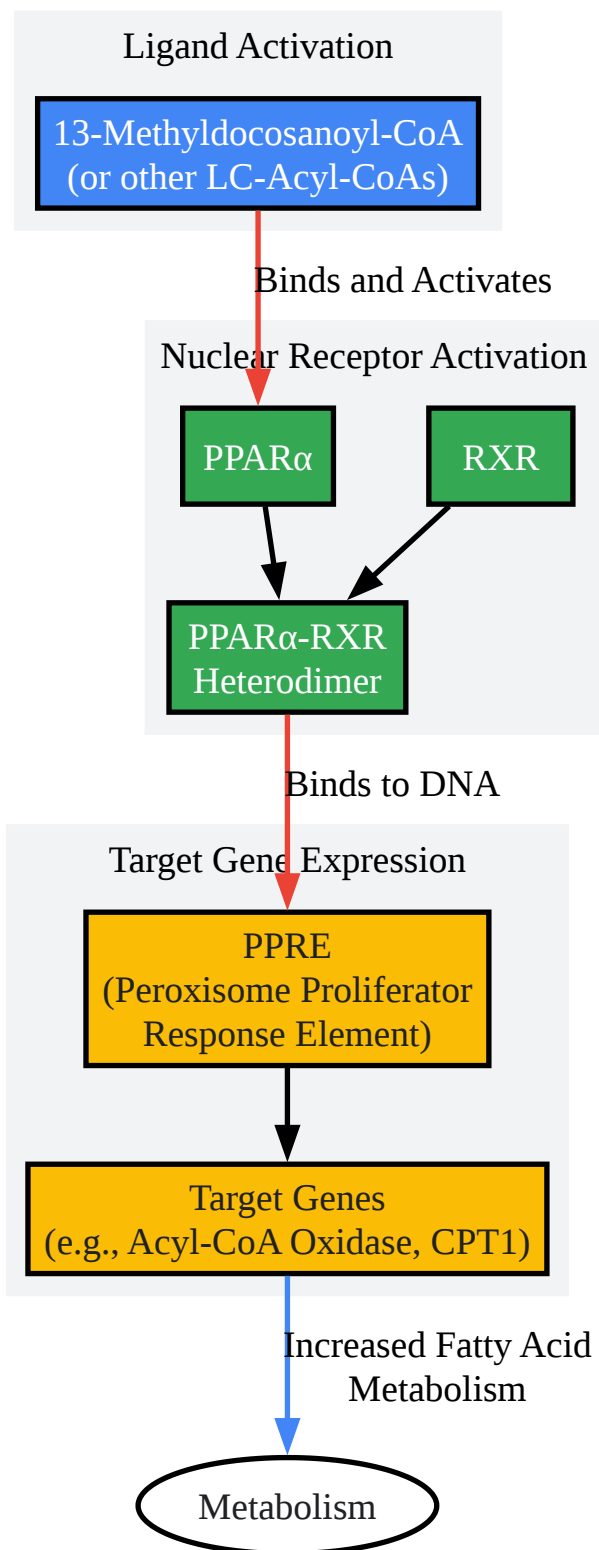 Ligand Activation
13-Methyldocosanoyl-CoA
(or other LC-Acyl-CoAs)
Binds and Activates
Nuclear Receptor Activation
PPARα
RXR
PPARα-RXR
Heterodimer
Binds to DNA
Target Gene Expression
PPRE
(Peroxisome Proliferator
Response Element)
Target Genes
(e.g., Acyl-CoA Oxidase, CPT1)
Increased Fatty Acid
Metabolism
Metabolism